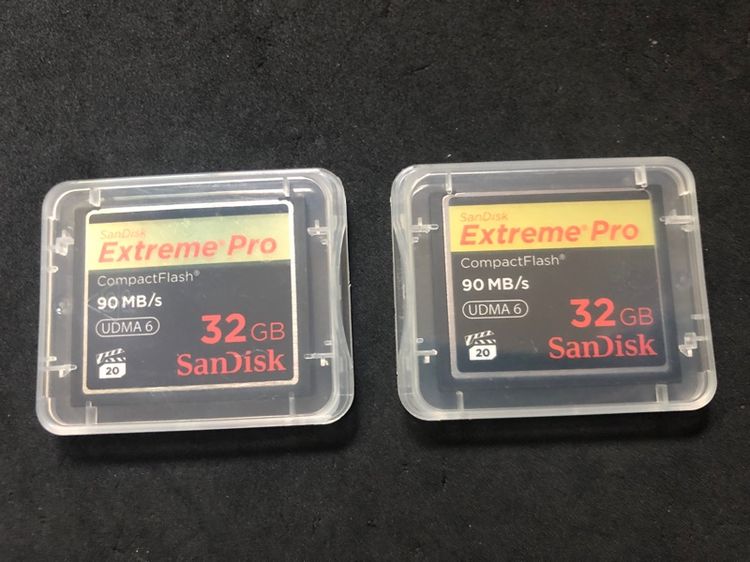 SanDisk
Extreme® Pro
CompactFlash®
90 MB/s
UDMA 6
32 GB
20
SanDisk
SanDisk
Extreme® Pro
CompactFlash®
90 MB/s
UDMA 6
32 GB
20
SanDisk